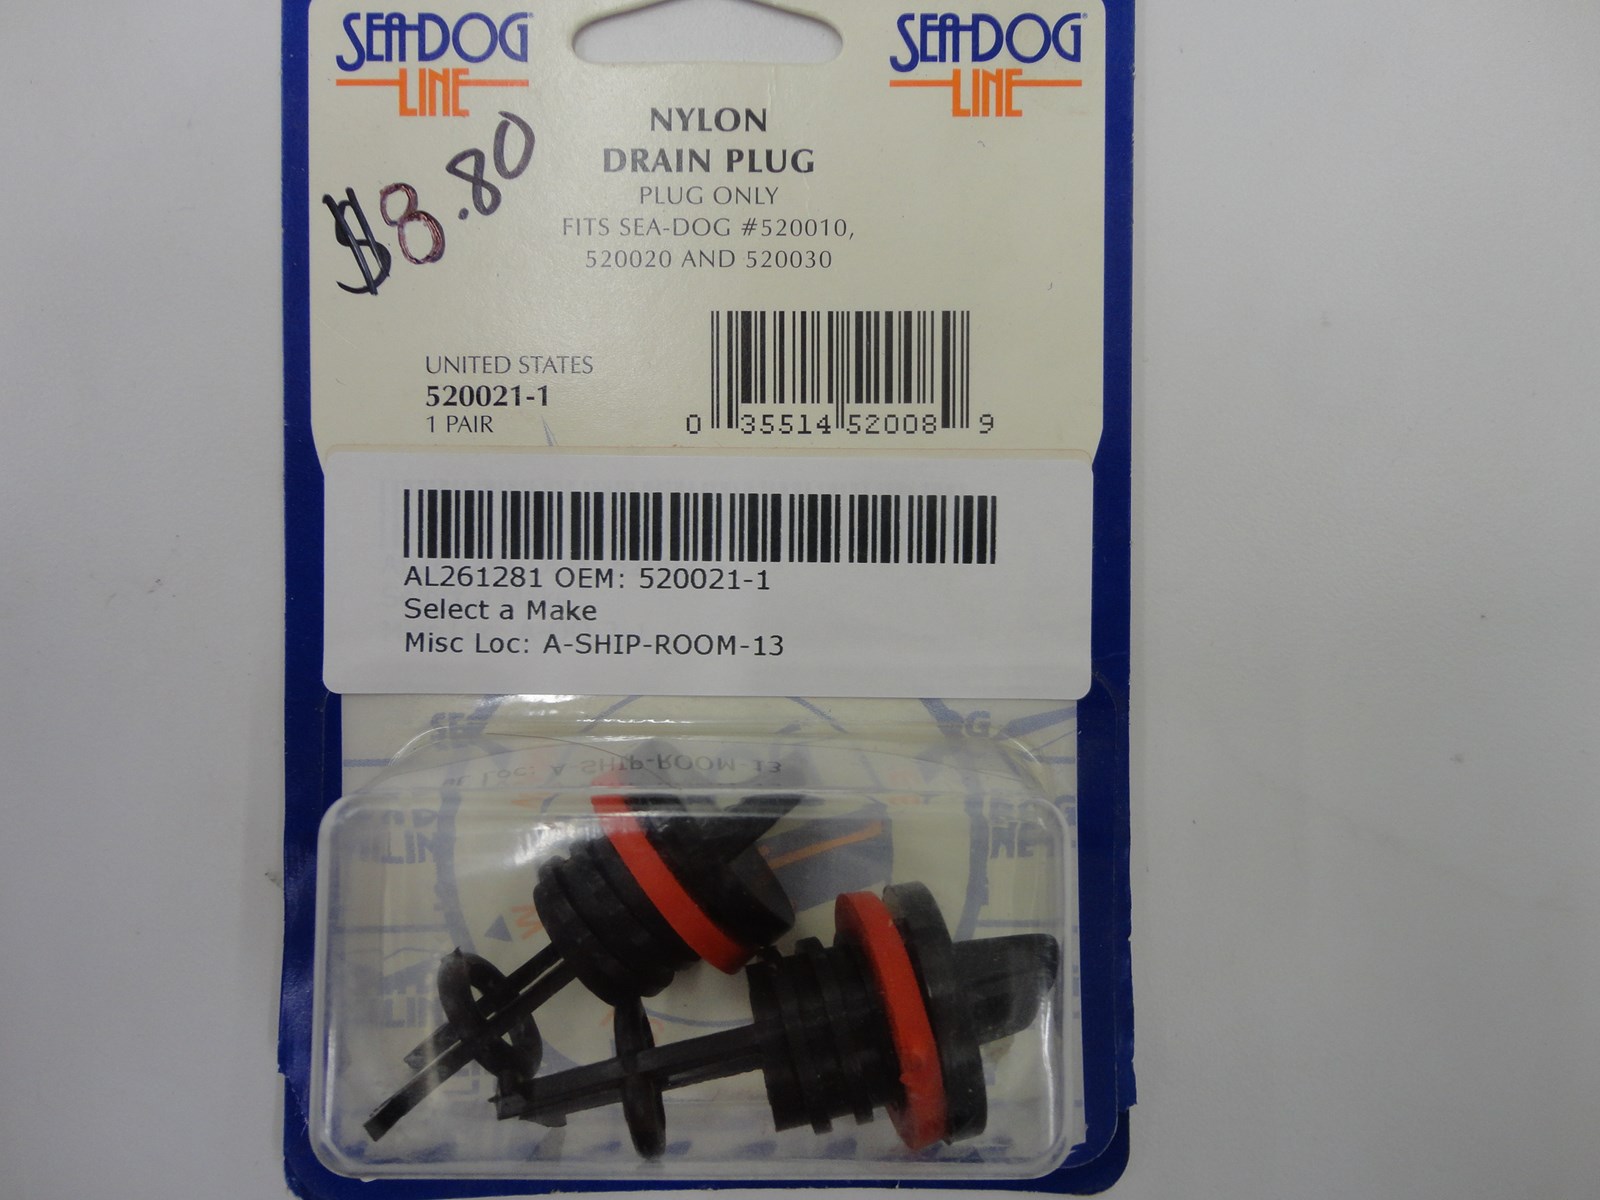 SEA-DOG
LINE
SEA-DOG
LINE
$8.80
NYLON
DRAIN PLUG
PLUG ONLY
FITS SEA-DOG #520010,
520020 AND 520030
UNITED STATES
520021-1
1 PAIR
0 35514 52008 9
AL261281 OEM: 520021-1
Select a Make
Misc Loc: A-SHIP-ROOM-13